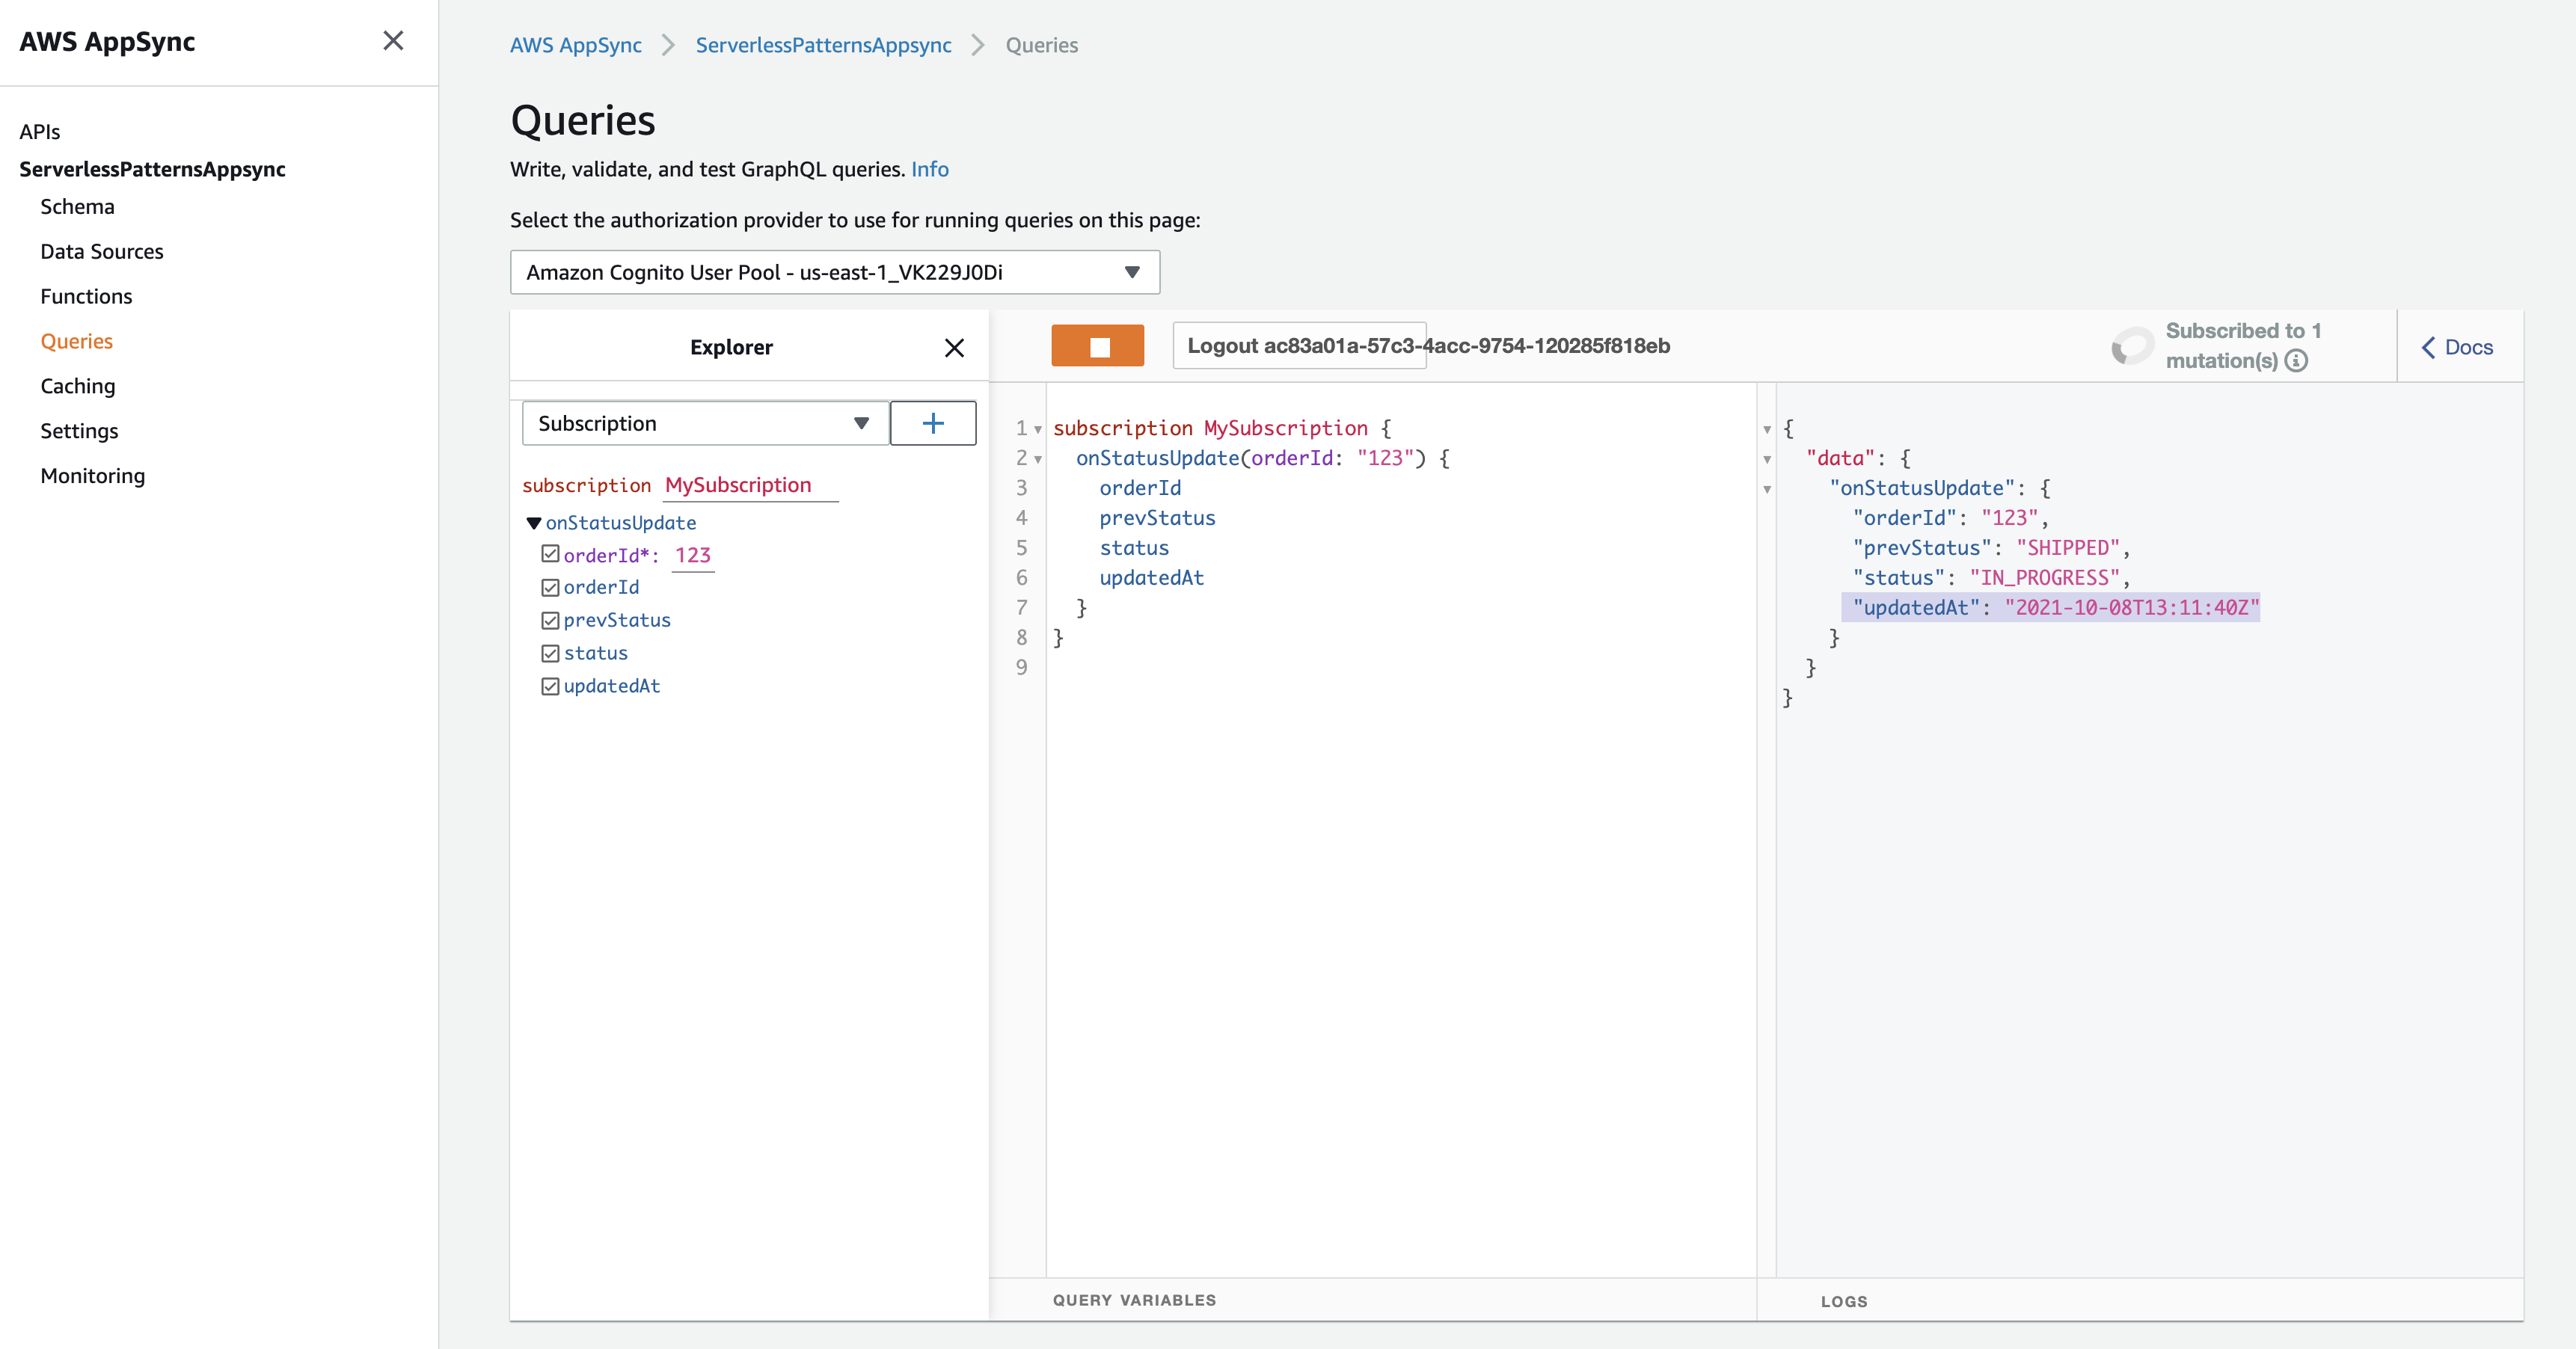 AWS AppSync
APIs
ServerlessPatternsAppsync
Schema
Data Sources
Functions
Queries
Caching
Settings
Monitoring
AWS AppSync
ServerlessPatternsAppsync
Queries
Queries
Write, validate, and test GraphQL queries. Info
Select the authorization provider to use for running queries on this page:
Amazon Cognito User Pool - us-east-1_VK229J0Di
Explorer
Subscription
+
subscription MySubscription
onStatusUpdate
orderId*: 123
orderId
prevStatus
status
updatedAt
Logout ac83a01a-57c3-4acc-9754-120285f818eb
Subscribed to 1
mutation(s)
Docs
1 subscription MySubscription {
2 onStatusUpdate(orderId: "123") {
3 orderId
4 prevStatus
5 status
6 updatedAt
7 }
8 }
9
{
"data": {
"onStatusUpdate": {
"orderId": "123",
"prevStatus": "SHIPPED",
"status": "IN_PROGRESS",
"updatedAt": "2021-10-08T13:11:40Z"
}
}
}
QUERY VARIABLES
LOGS